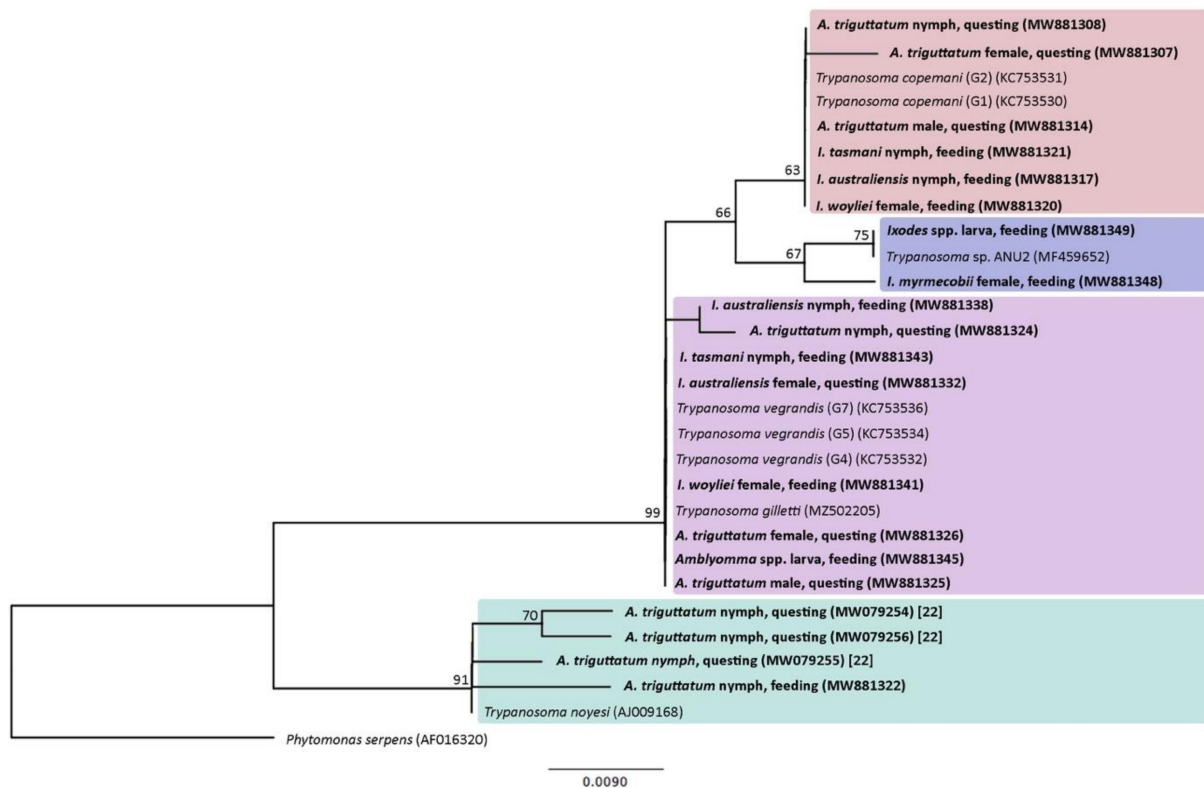 A. triguttatum nymph, questing (MW881308)
A. triguttatum female, questing (MW881307)
Trypanosoma copemani (G2) (KC753531)
Trypanosoma copemani (G1) (KC753530)
A. triguttatum male, questing (MW881314)
I. tasmani nymph, feeding (MW881321)
63
I. australiensis nymph, feeding (MW881317)
I. woyliei female, feeding (MW881320)
66
Ixodes spp. larva, feeding (MW881349)
75
Trypanosoma sp. ANU2 (MF459652)
67
I. myrmecobii female, feeding (MW881348)
I. australiensis nymph, feeding (MW881338)
A. triguttatum nymph, questing (MW881324)
I. tasmani nymph, feeding (MW881343)
I. australiensis female, questing (MW881332)
Trypanosoma vegrandis (G7) (KC753536)
Trypanosoma vegrandis (G5) (KC753534)
Trypanosoma vegrandis (G4) (KC753532)
I. woyliei female, feeding (MW881341)
99
Trypanosoma gilletti (MZ502205)
A. triguttatum female, questing (MW881326)
Amblyomma spp. larva, feeding (MW881345)
A. triguttatum male, questing (MW881325)
70
A. triguttatum nymph, questing (MW079254) [22]
A. triguttatum nymph, questing (MW079256) [22]
A. triguttatum nymph, questing (MW079255) [22]
91
A. triguttatum nymph, feeding (MW881322)
Trypanosoma noyesi (AJ009168)
Phytomonas serpens (AF016320)
0.0090